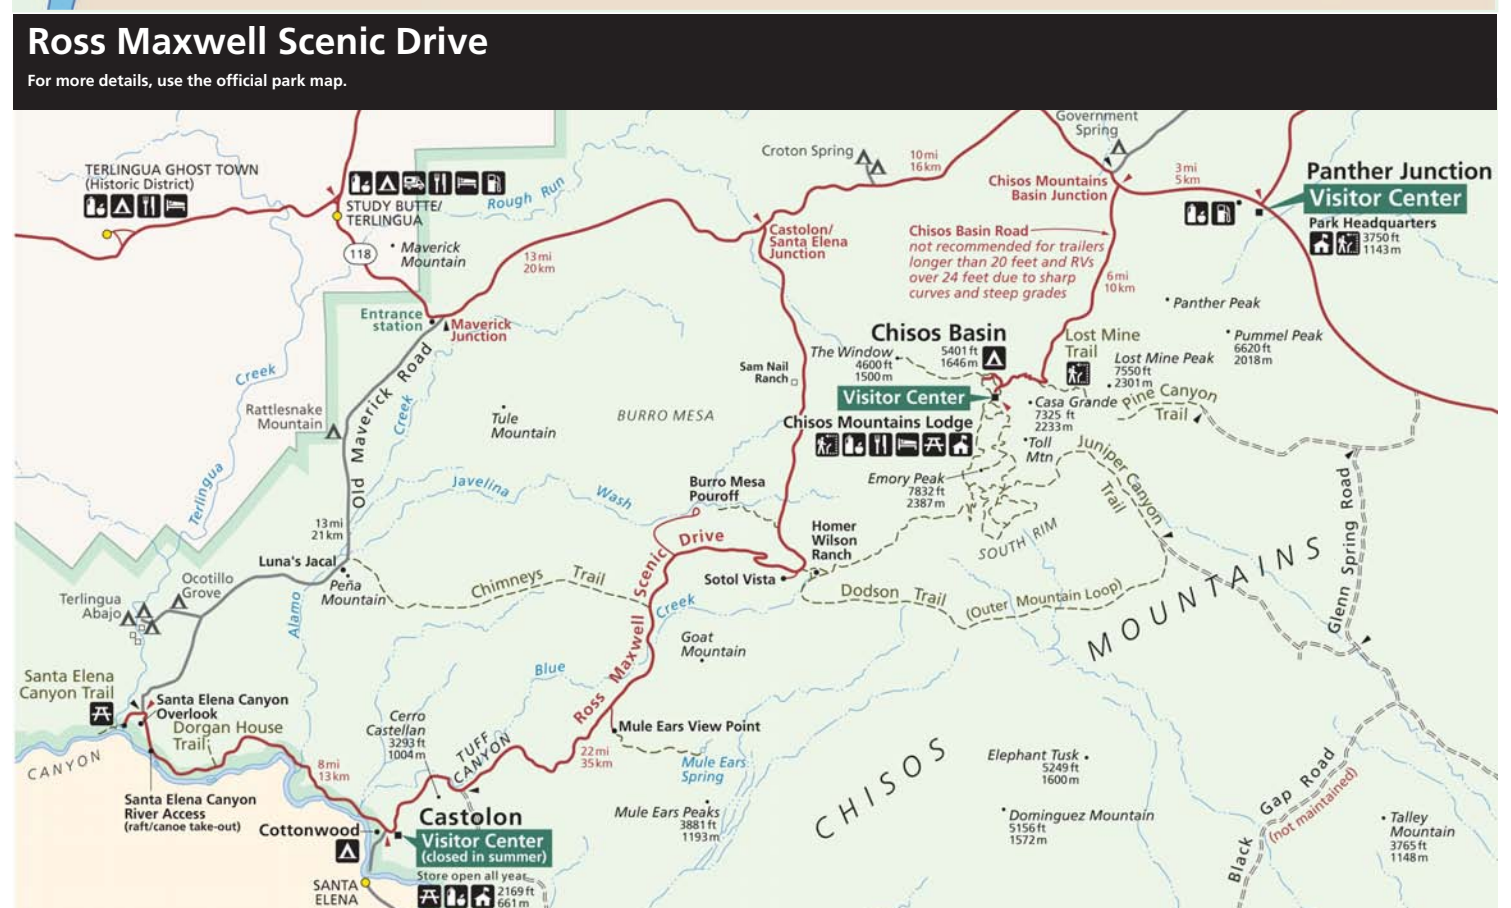 Ross Maxwell Scenic Drive
For more details, use the official park map.
Government
Spring
Croton Spring
10 mi
16 km
3 mi
5 km
TERLINGUA GHOST TOWN
(Historic District)
Chisos Mountains
Basin Junction
Panther Junction
Visitor Center
Park Headquarters
3750 ft
1143 m
Rough Run
STUDY BUTTE/
TERLINGUA
118
Maverick
Mountain
13 mi
20 km
Castolon/
Santa Elena
Junction
Chisos Basin Road
not recommended for trailers
longer than 20 feet and RVs
over 24 feet due to sharp
curves and steep grades
6 mi
10 km
Panther Peak
Entrance
station
Maverick
Junction
Chisos Basin
5401 ft
1646 m
The Window
4600 ft
1500 m
Lost Mine
Trail
Lost Mine Peak
7550 ft
2301 m
Pummel Peak
6620 ft
2018 m
Sam Nail
Ranch
Visitor Center
Chisos Mountains Lodge
Casa Grande
7325 ft
2233 m
Pine Canyon
Trail
Creek
Old Maverick Road
Creek
Rattlesnake
Mountain
Tule
Mountain
BURRO MESA
Toll
Mtn
Juniper Canyon
Trail
Emory Peak
7832 ft
2387 m
Terlingua
Javelina
Wash
Burro Mesa
Pouroff
13 mi
21 km
Homer
Wilson
Ranch
SOUTH RIM
Glenn Spring Road
Luna's Jacal
Peña
Mountain
Chimneys
Trail
Ross Maxwell Scenic Drive
Sotol Vista
Dodson Trail
(Outer Mountain Loop)
Ocotillo
Grove
Terlingua
Abajo
Alamo
Creek
Blue
Goat
Mountain
CHISOS MOUNTAINS
Santa Elena
Canyon Trail
Santa Elena Canyon
Overlook
Dorgan House
Trail
CANYON
8 mi
13 km
Cerro
Castellan
3293 ft
1004 m
TUFF
CANYON
22 mi
35 km
Mule Ears View Point
Mule Ears
Spring
Elephant Tusk
5249 ft
1600 m
Black Gap Road
(not maintained)
Santa Elena Canyon
River Access
(raft/canoe take-out)
Cottonwood
Castolon
Visitor Center
(closed in summer)
Store open all year
2169 ft
661 m
Mule Ears Peaks
3881 ft
1193 m
Dominguez Mountain
5156 ft
1572 m
Talley
Mountain
3765 ft
1148 m
SANTA
ELENA